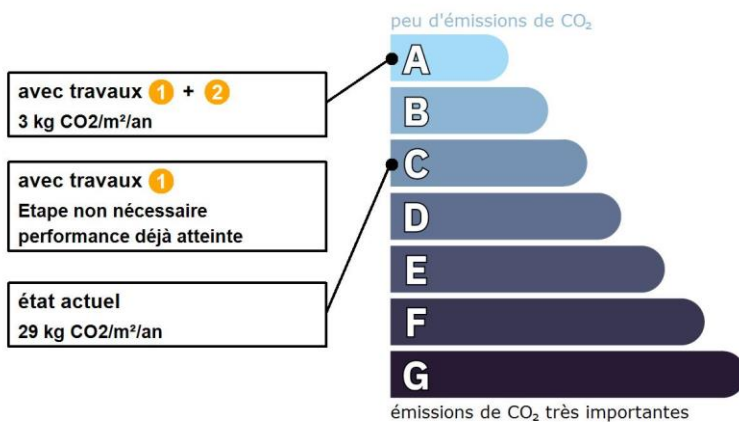 peu d'émissions de CO₂
A
B
C
D
E
F
G
émissions de CO₂ très importantes
avec travaux 1 + 2
3 kg CO2/m²/an
avec travaux 1
Etape non nécessaire
performance déjà atteinte
état actuel
29 kg CO2/m²/an